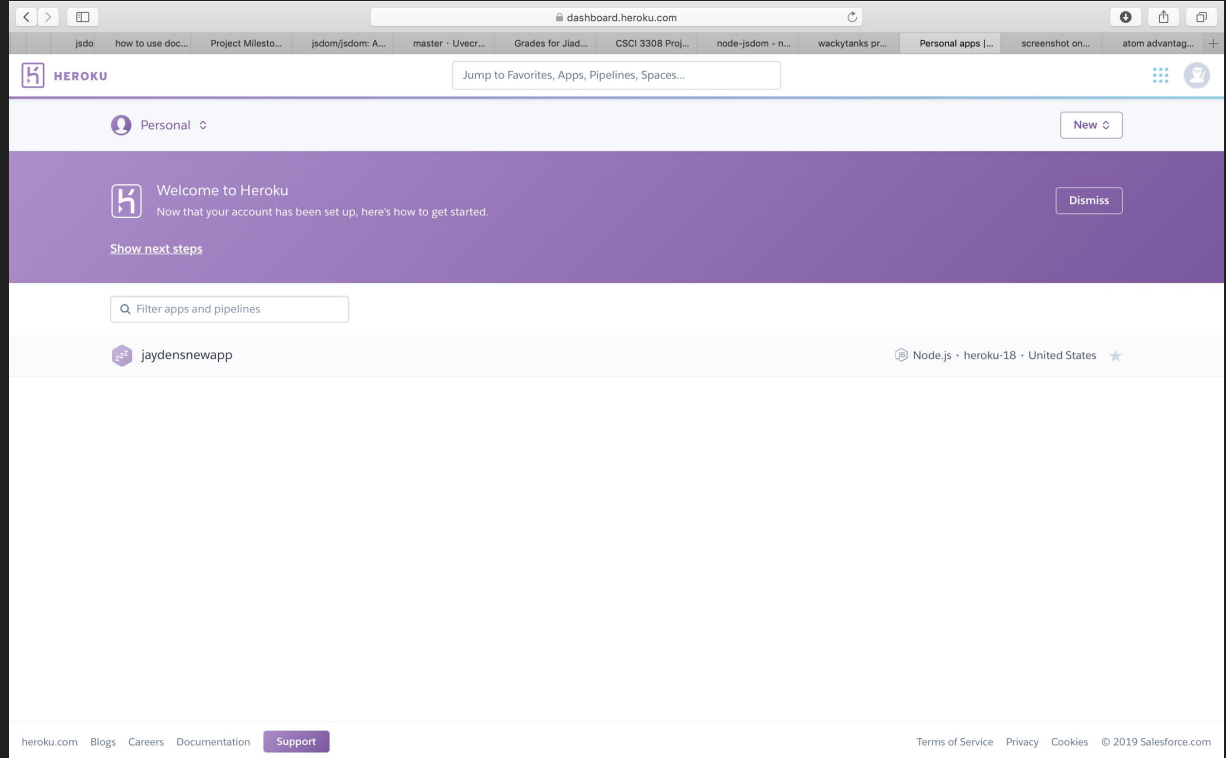 dashboard.heroku.com
jsdo how to use doc... Project Milesto... jsdom/jsdom: A... master · Uvecr... Grades for Jiad... CSCI 3308 Proj... node-jsdom - n... wackytanks pr... Personal apps |... screenshot on... atom advantag...
HEROKU Jump to Favorites, Apps, Pipelines, Spaces...
Personal New
Welcome to Heroku
Now that your account has been set up, here's how to get started.
Dismiss
Show next steps
Filter apps and pipelines
zzz jaydensnewapp Node.js · heroku-18 · United States
heroku.com Blogs Careers Documentation Support Terms of Service Privacy Cookies © 2019 Salesforce.com